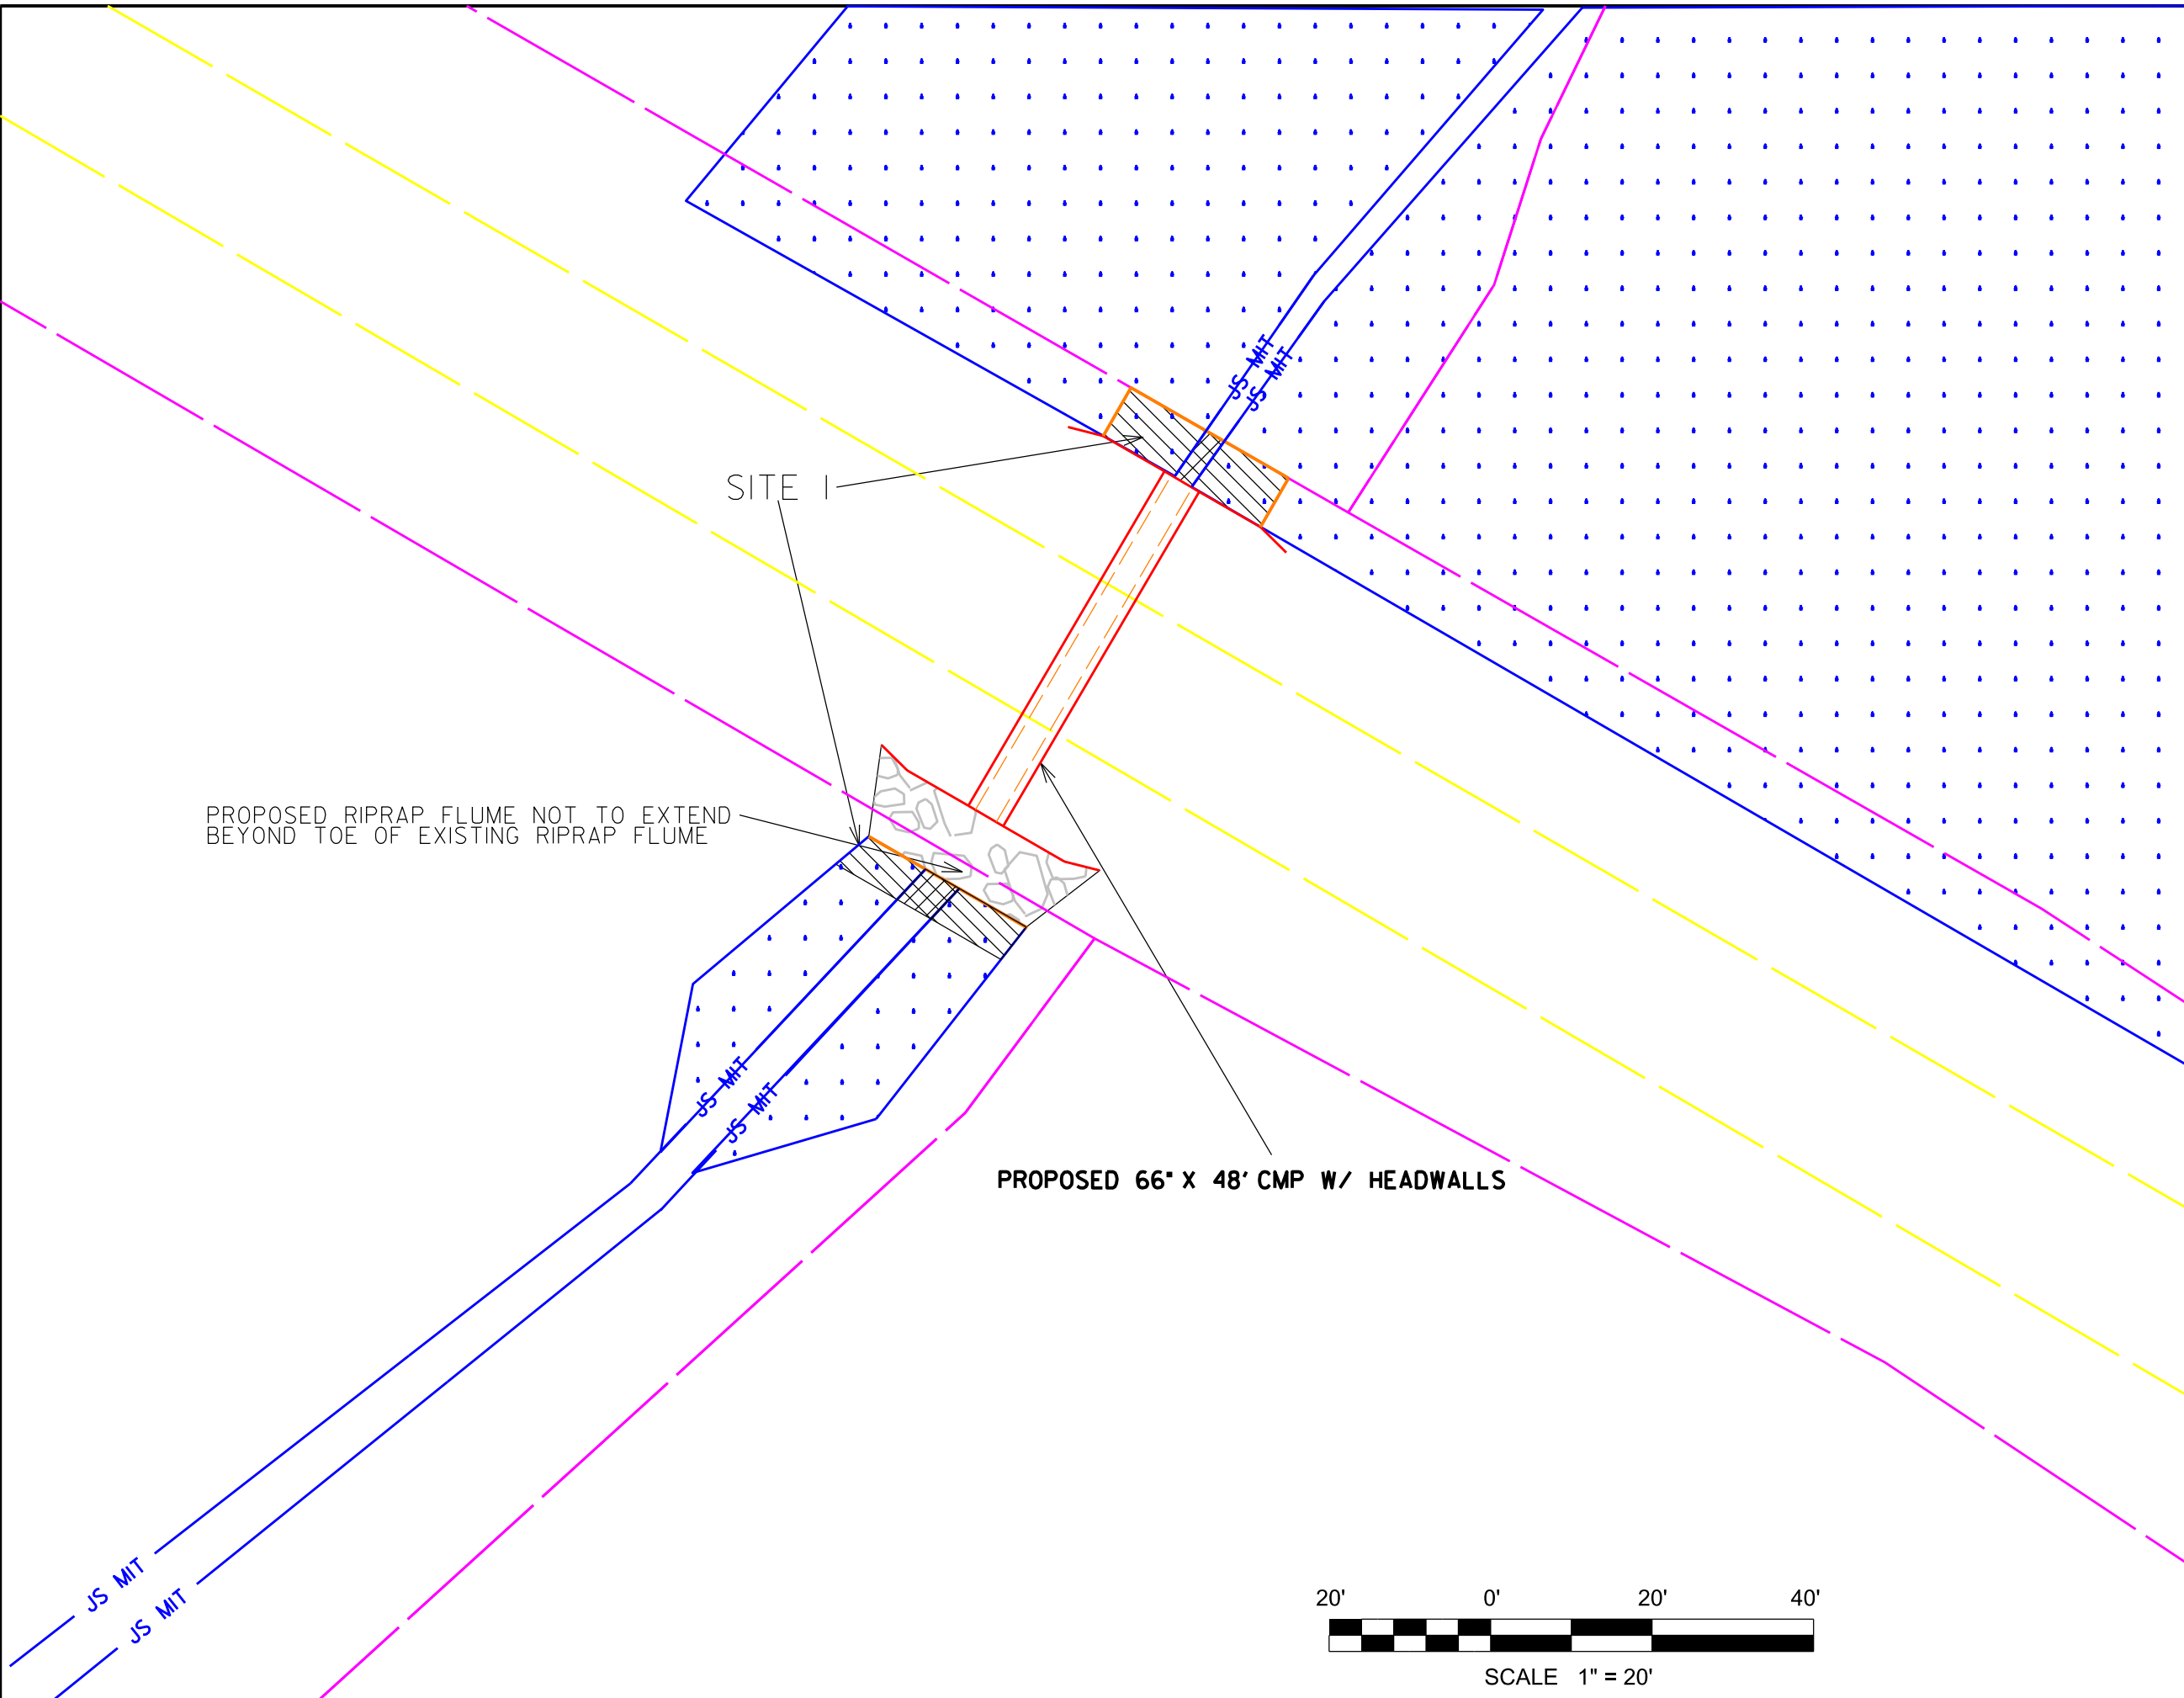 JS MIT
JS MIT
SITE 1
PROPOSED RIPRAP FLUME NOT TO EXTEND
BEYOND TOE OF EXISTING RIPRAP FLUME
JS MIT
JS MIT
PROPOSED 66" X 48' CMP W/ HEADWALLS
JS MIT
JS MIT
20' 0' 20' 40'
SCALE 1" = 20'